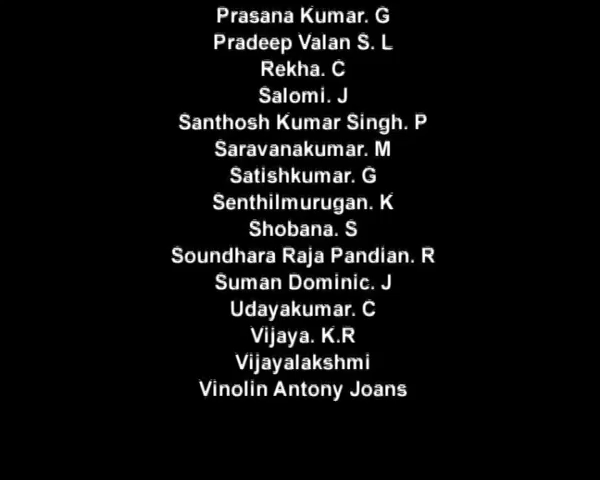 Prasana Kumar. G
Pradeep Valan S. L
Rekha. C
Salomi. J
Santhosh Kumar Singh. P
Saravanakumar. M
Satishkumar. G
Senthilmurugan. K
Shobana. S
Soundhara Raja Pandian. R
Suman Dominic. J
Udayakumar. C
Vijaya. K.R
Vijayalakshmi
Vinolin Antony Joans